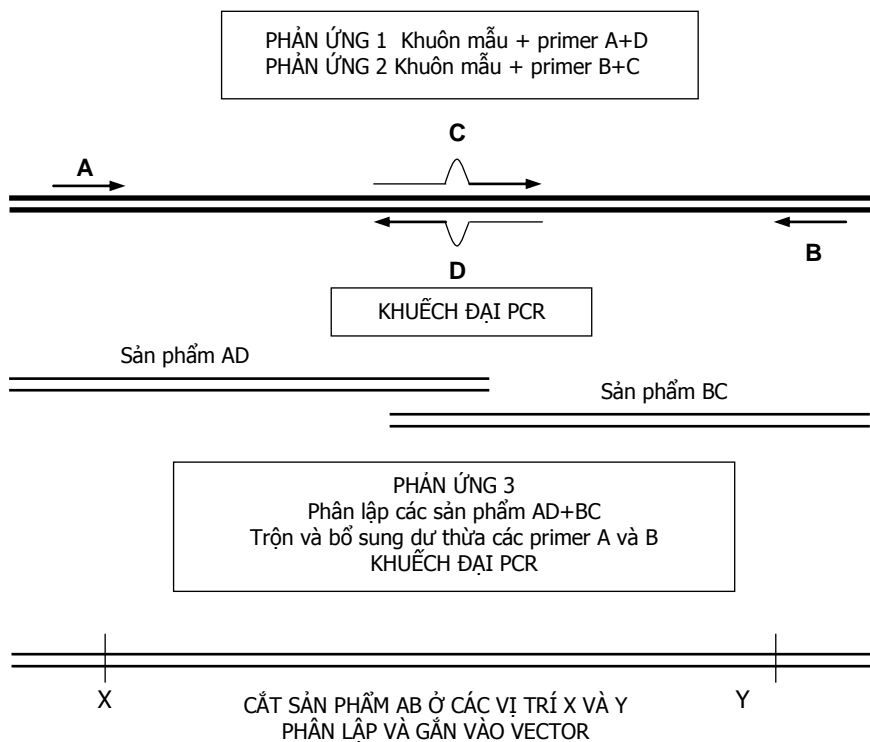 PHẢN ỨNG 1  Khuôn mẫu + primer A+D
PHẢN ỨNG 2 Khuôn mẫu + primer B+C
C
A
B
D
KHUẾCH ĐẠI PCR
Sản phẩm AD
Sản phẩm BC
PHẢN ỨNG 3
Phân lập các sản phẩm AD+BC
Trộn và bổ sung dư thừa các primer A và B
KHUẾCH ĐẠI PCR
X
Y
CẮT SẢN PHẨM AB Ở CÁC VỊ TRÍ X VÀ Y
PHÂN LẬP VÀ GẮN VÀO VECTOR